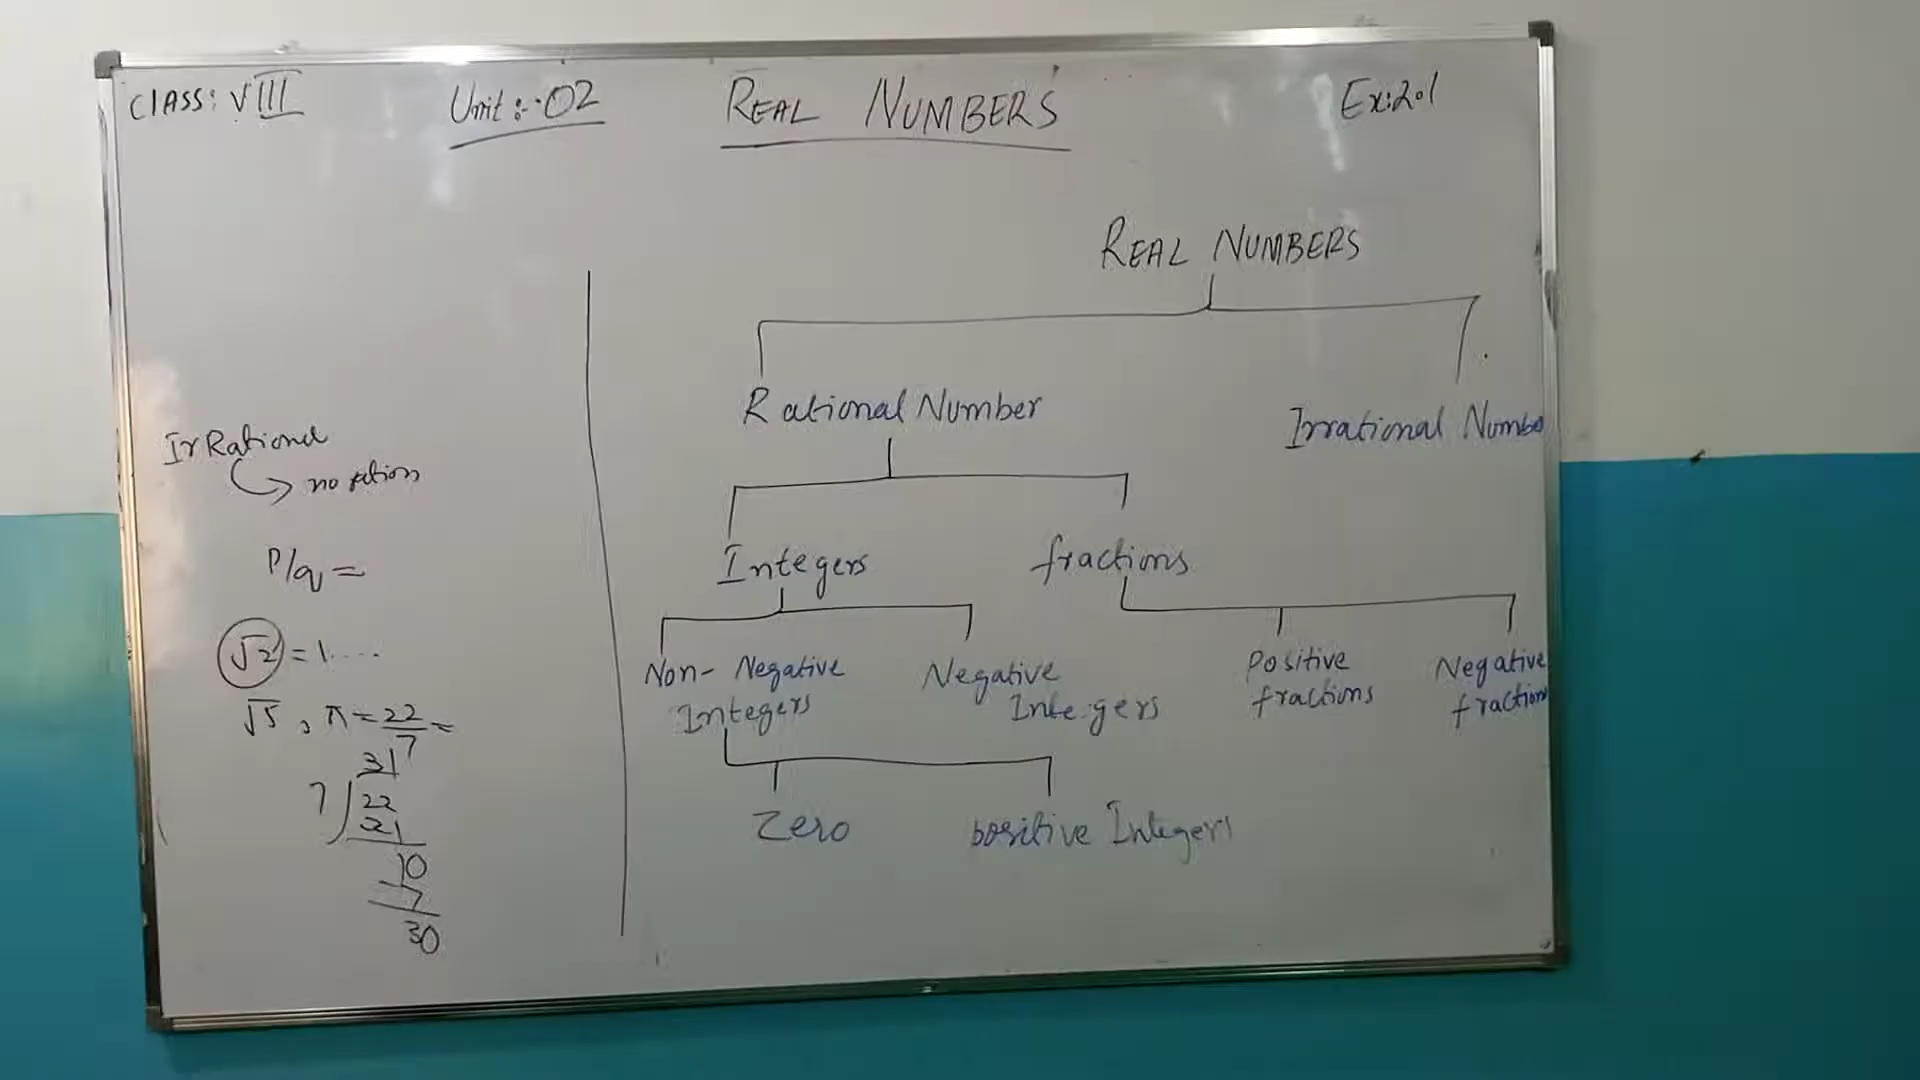 CLASS: VIII Unit :- 02 REAL NUMBERS Ex:2.1
IrRational
no ration
P/q =
√2 = 1....
√5 , π = 22/7 =
31
7 22
21
10
7
30
REAL NUMBERS
Rational Number Irrational Numbe
Integers fractions
Non- Negative Negative Positive Negative
Integers Integers fractions fraction
Zero positive Integers